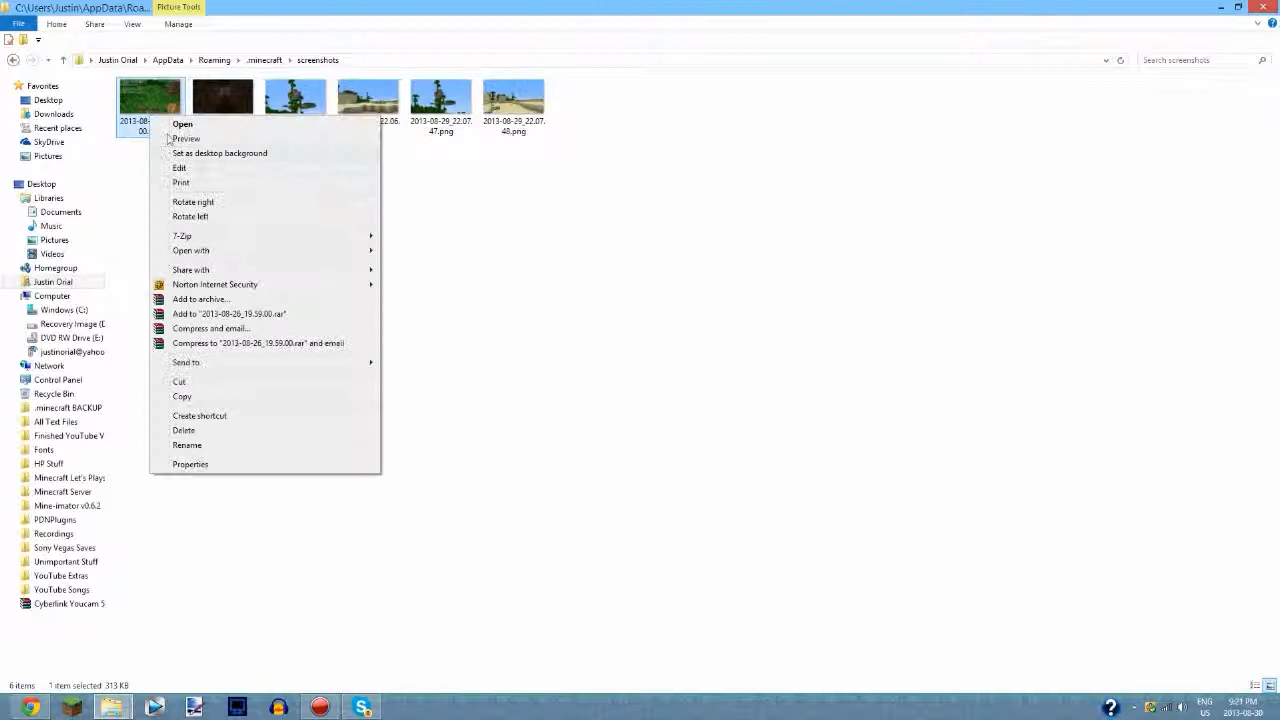 C:\Users\Justin\AppData\Roa...
Picture Tools
File
Home
Share
View
Manage
Justin Orial
AppData
Roaming
.minecraft
screenshots
Search screenshots
Favorites
Desktop
Downloads
Recent places
SkyDrive
Pictures
Desktop
Libraries
Documents
Music
Pictures
Videos
Homegroup
Justin Orial
Computer
Windows (C:)
Recovery Image (D
DVD RW Drive (E:)
justinorial@yahoo
Network
Control Panel
Recycle Bin
.minecraft BACKUP
All Text Files
Finished YouTube V
Fonts
HP Stuff
Minecraft Let's Plays
Minecraft Server
Mine-imator v0.6.2
PDNPlugins
Recordings
Sony Vegas Saves
Unimportant Stuff
YouTube Extras
YouTube Songs
Cyberlink Youcam 5
2013-08-
00.
22.06.
2013-08-29_22.07.
47.png
2013-08-29_22.07.
48.png
Open
Preview
Set as desktop background
Edit
Print
Rotate right
Rotate left
7-Zip
Open with
Share with
Norton Internet Security
Add to archive...
Add to "2013-08-26_19.59.00.rar"
Compress and email...
Compress to "2013-08-26_19.59.00.rar" and email
Send to
Cut
Copy
Create shortcut
Delete
Rename
Properties
6 items
1 item selected 313 KB
ENG
US
9:21 PM
2013-08-30